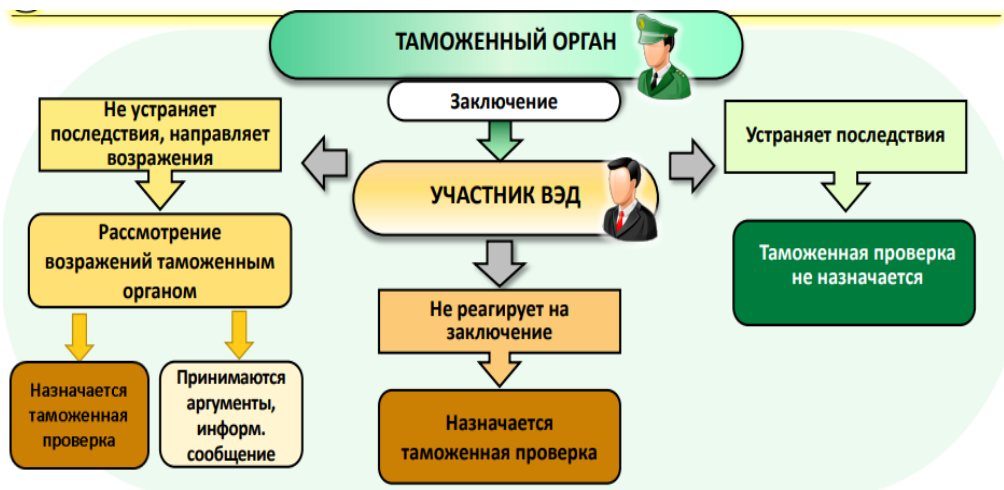 ТАМОЖЕННЫЙ ОРГАН
Заключение
УЧАСТНИК ВЭД
Не устраняет
последствия, направляет
возражения
Рассмотрение
возражений таможенным
органом
Назначается
таможенная
проверка
Принимаются
аргументы,
информ.
сообщение
Не реагирует на
заключение
Назначается
таможенная проверка
Устраняет последствия
Таможенная проверка
не назначается